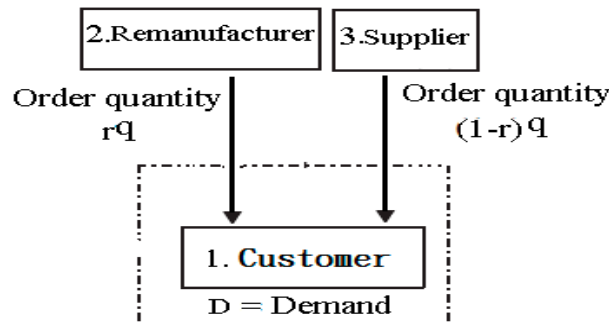 2.Remanufacturer
3.Supplier
Order quantity
rq
Order quantity
(1-r) q
1. Customer
D = Demand